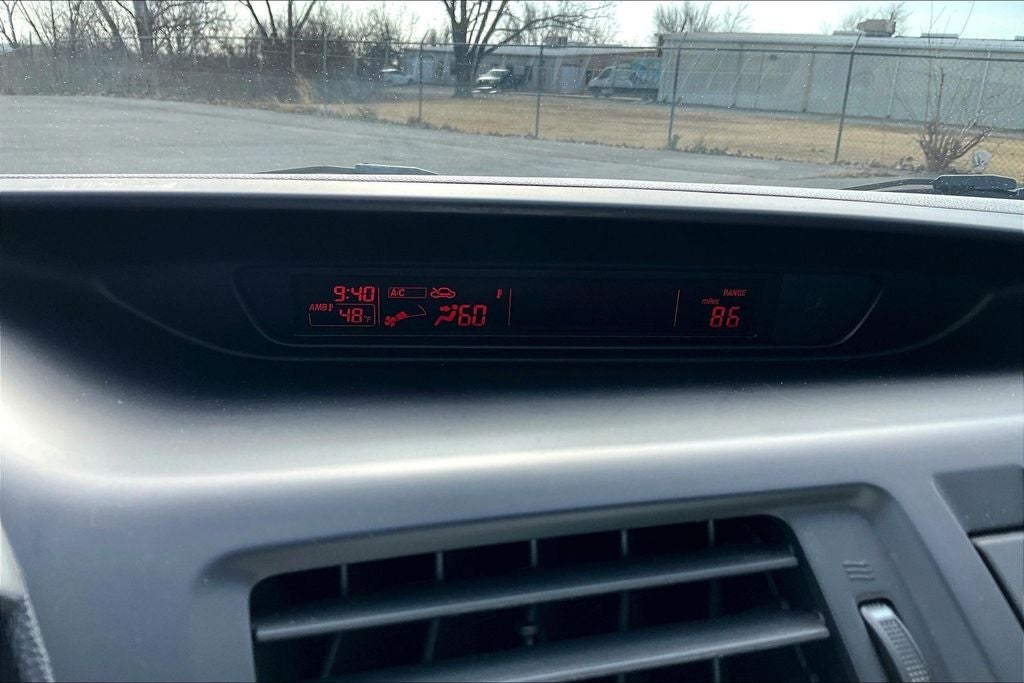 9:40 A/C RANGE
AMB 48°F 60 miles 86